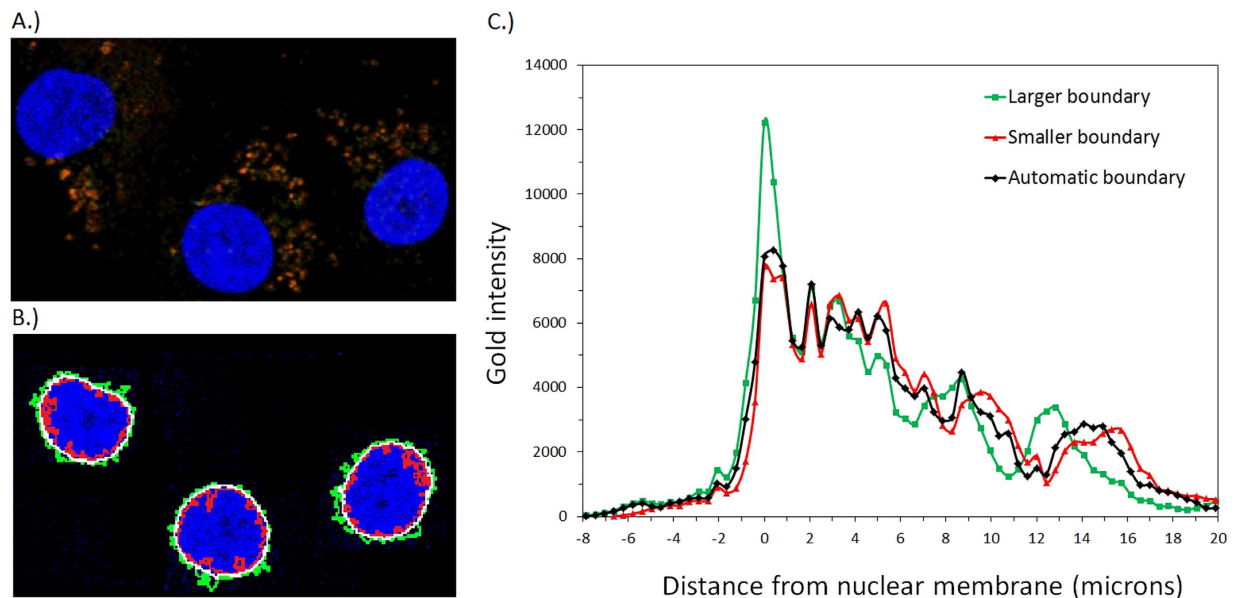 A.)
B.)
C.)
Gold intensity
14000
12000
10000
8000
6000
4000
2000
0
Larger boundary
Smaller boundary
Automatic boundary
-8 -6 -4 -2 0 2 4 6 8 10 12 14 16 18 20
Distance from nuclear membrane (microns)